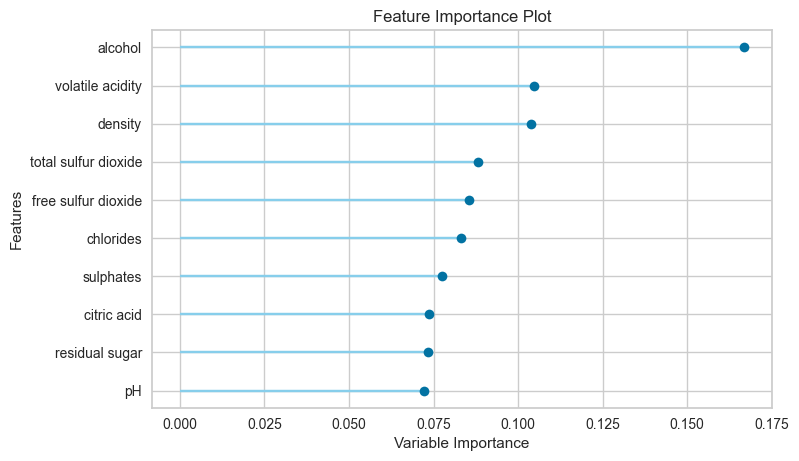 Feature Importance Plot
alcohol
volatile acidity
density
total sulfur dioxide
free sulfur dioxide
chlorides
sulphates
citric acid
residual sugar
pH
Features
0.000 0.025 0.050 0.075 0.100 0.125 0.150 0.175
Variable Importance